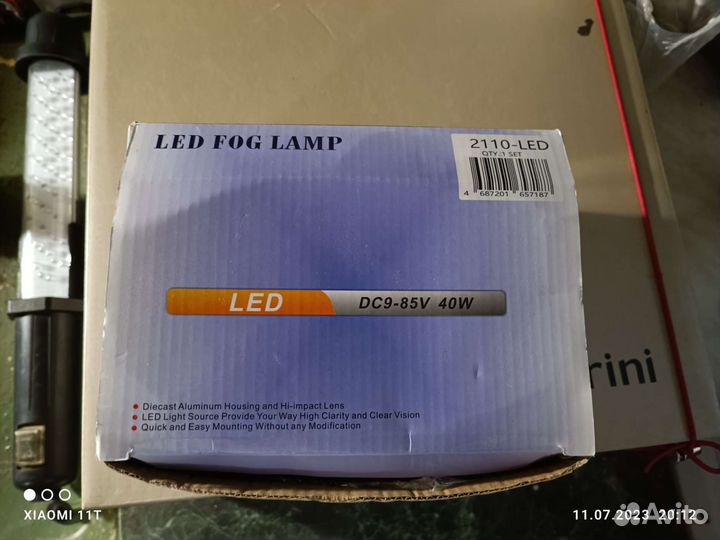 LED FOG LAMP
2110-LED
QTY.:1 SET
4 687201 657187
LED
DC9-85V 40W
rini
• Diecast Aluminum Housing and Hi-impact Lens
• LED Light Source Provide Your Way High Clarity and Clear Vision
• Quick and Easy Mounting Without any Modification
XIAOMI 11T
11.07.2023 20:12
Avito